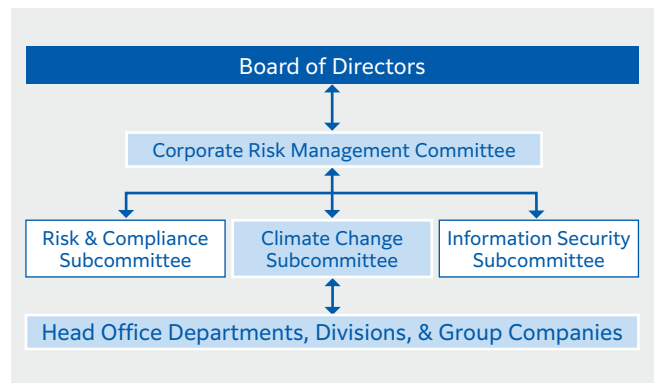 Board of Directors
Corporate Risk Management Committee
Risk & Compliance
Subcommittee
Climate Change
Subcommittee
Information Security
Subcommittee
Head Office Departments, Divisions, & Group Companies